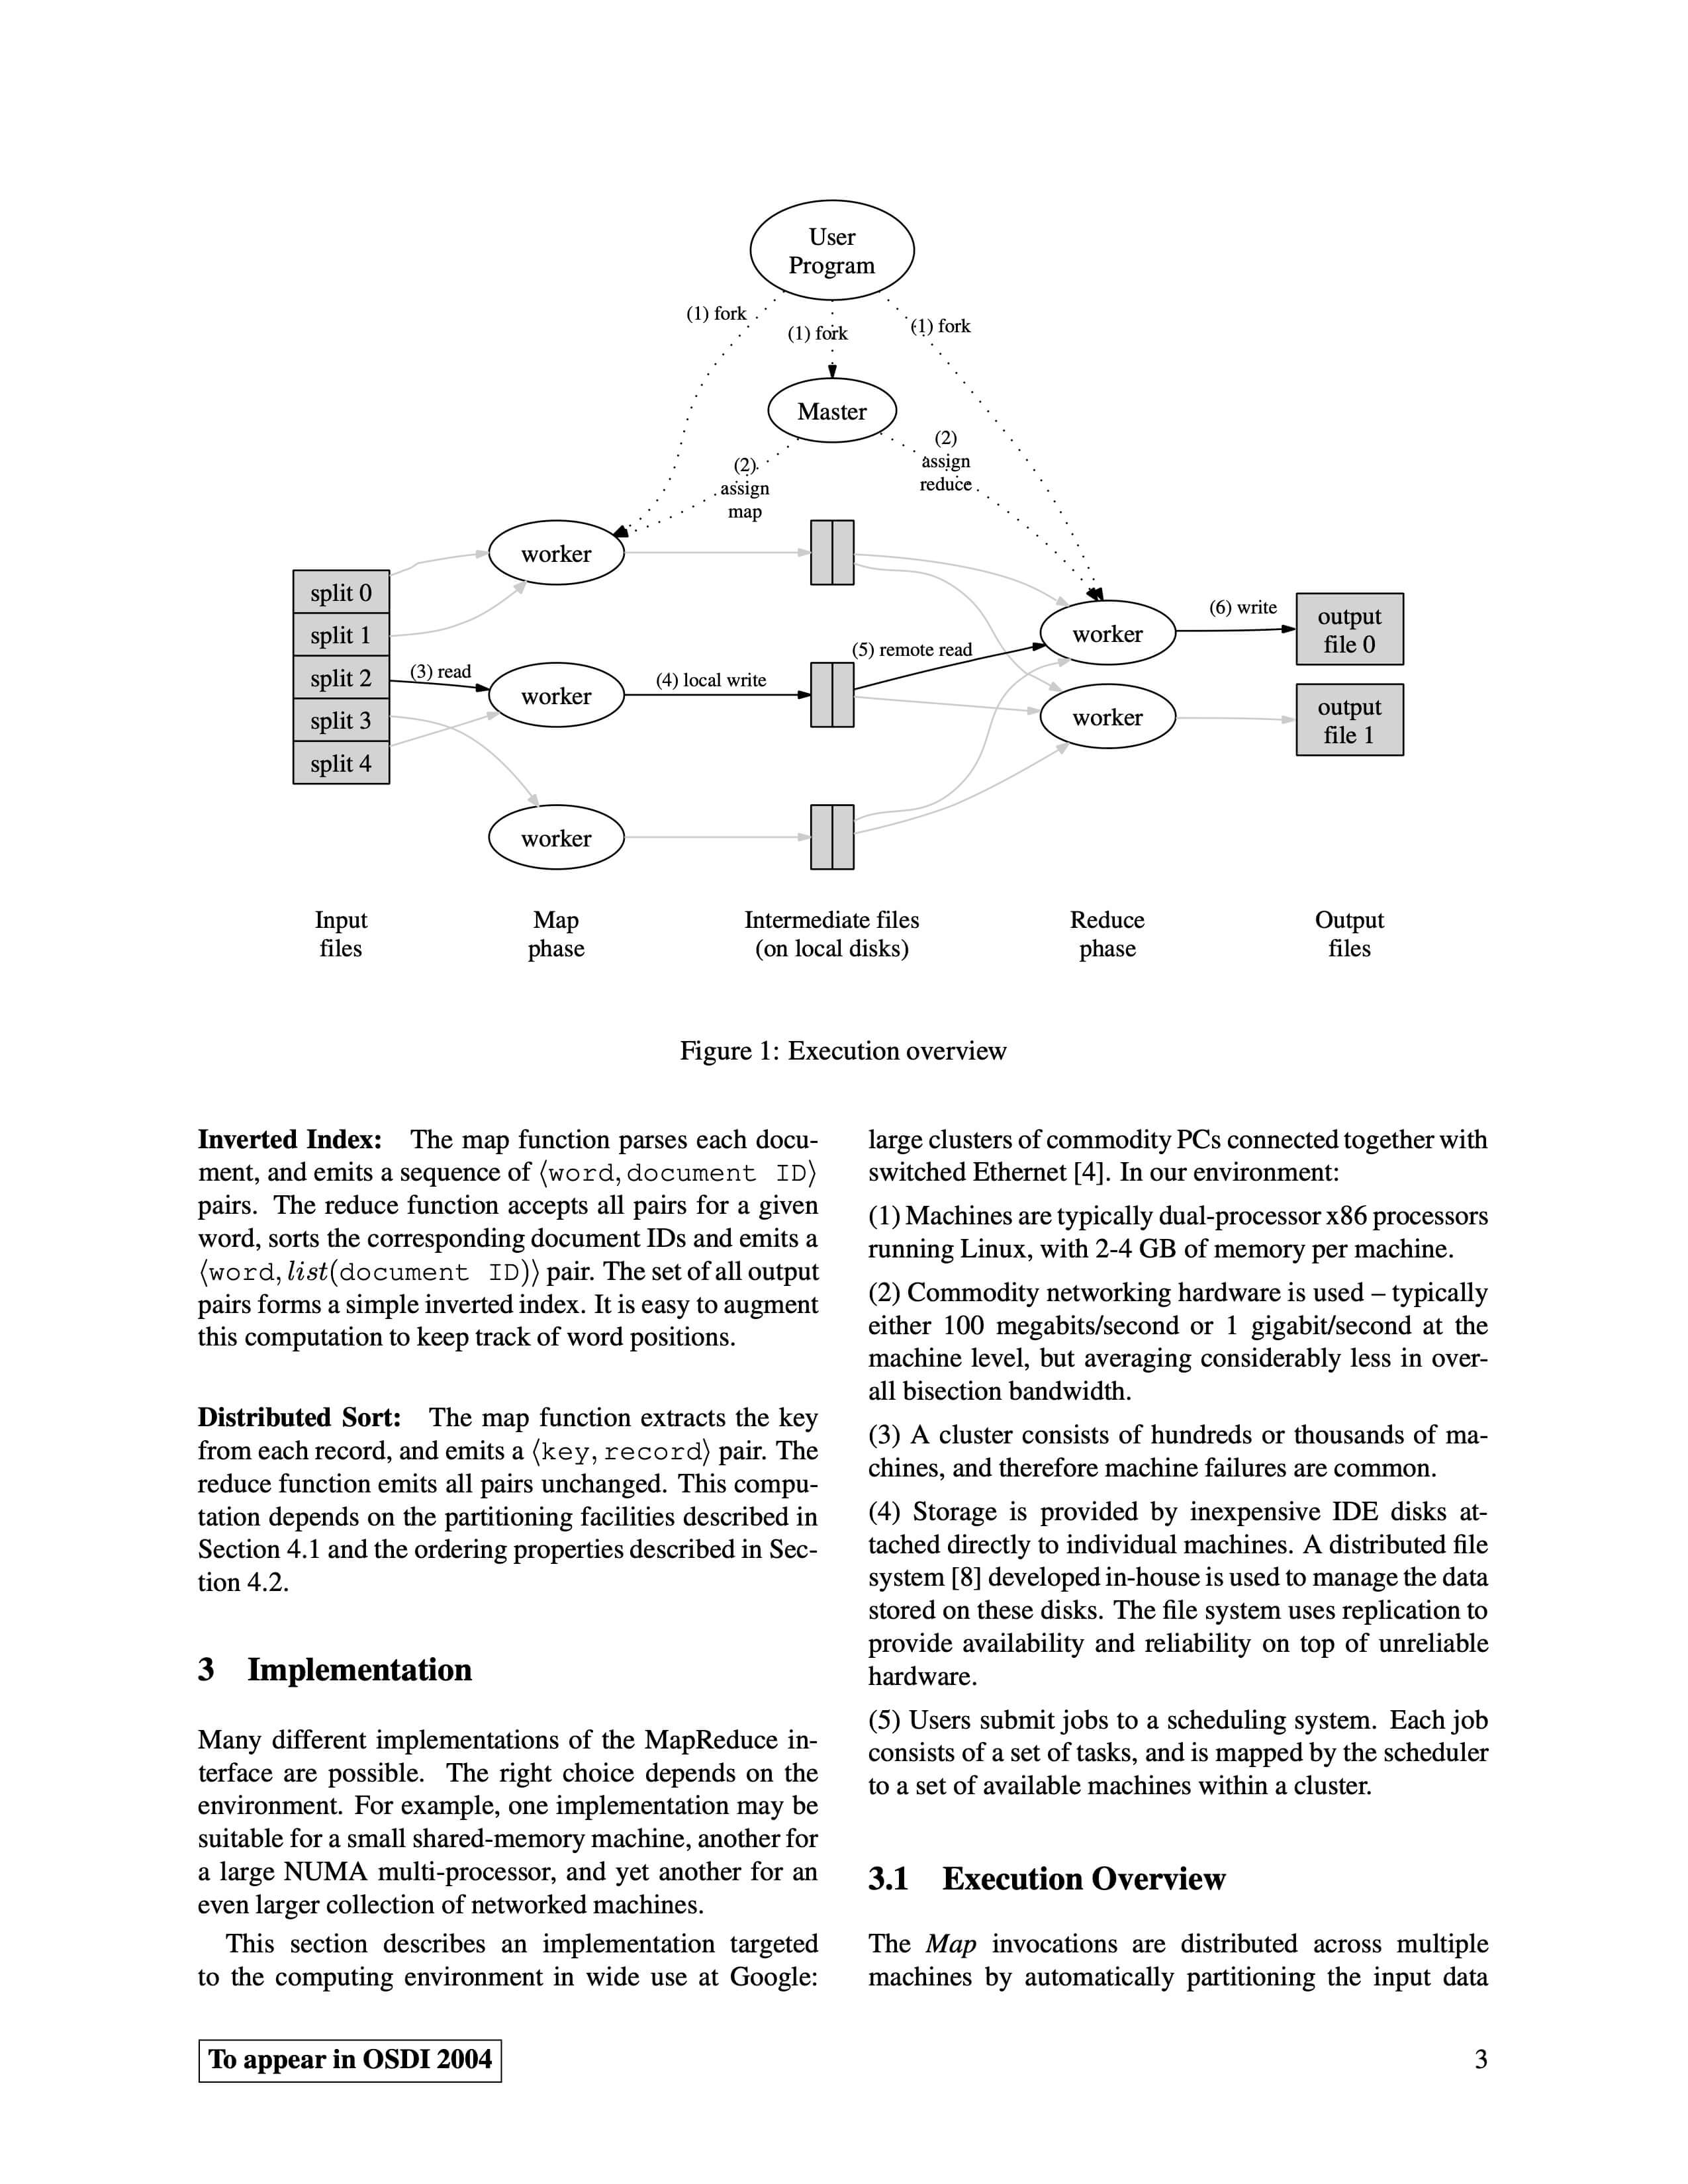 User
Program
(1) fork
(1) fork
(1) fork
Master
(2)
assign
map
(2)
assign
reduce
worker
split 0
split 1
split 2
split 3
split 4
(3) read
worker
(4) local write
worker
(5) remote read
worker
(6) write
output
file 0
worker
output
file 1
Input
files
Map
phase
Intermediate files
(on local disks)
Reduce
phase
Output
files
Figure 1: Execution overview
Inverted Index: The map function parses each docu-
ment, and emits a sequence of ⟨word, document ID⟩
pairs. The reduce function accepts all pairs for a given
word, sorts the corresponding document IDs and emits a
⟨word, list(document ID)⟩ pair. The set of all output
pairs forms a simple inverted index. It is easy to augment
this computation to keep track of word positions.
Distributed Sort: The map function extracts the key
from each record, and emits a ⟨key, record⟩ pair. The
reduce function emits all pairs unchanged. This compu-
tation depends on the partitioning facilities described in
Section 4.1 and the ordering properties described in Sec-
tion 4.2.
3 Implementation
Many different implementations of the MapReduce in-
terface are possible. The right choice depends on the
environment. For example, one implementation may be
suitable for a small shared-memory machine, another for
a large NUMA multi-processor, and yet another for an
even larger collection of networked machines.
This section describes an implementation targeted
to the computing environment in wide use at Google:
large clusters of commodity PCs connected together with
switched Ethernet [4]. In our environment:
(1) Machines are typically dual-processor x86 processors
running Linux, with 2-4 GB of memory per machine.
(2) Commodity networking hardware is used – typically
either 100 megabits/second or 1 gigabit/second at the
machine level, but averaging considerably less in over-
all bisection bandwidth.
(3) A cluster consists of hundreds or thousands of ma-
chines, and therefore machine failures are common.
(4) Storage is provided by inexpensive IDE disks at-
tached directly to individual machines. A distributed file
system [8] developed in-house is used to manage the data
stored on these disks. The file system uses replication to
provide availability and reliability on top of unreliable
hardware.
(5) Users submit jobs to a scheduling system. Each job
consists of a set of tasks, and is mapped by the scheduler
to a set of available machines within a cluster.
3.1 Execution Overview
The Map invocations are distributed across multiple
machines by automatically partitioning the input data
To appear in OSDI 2004
3